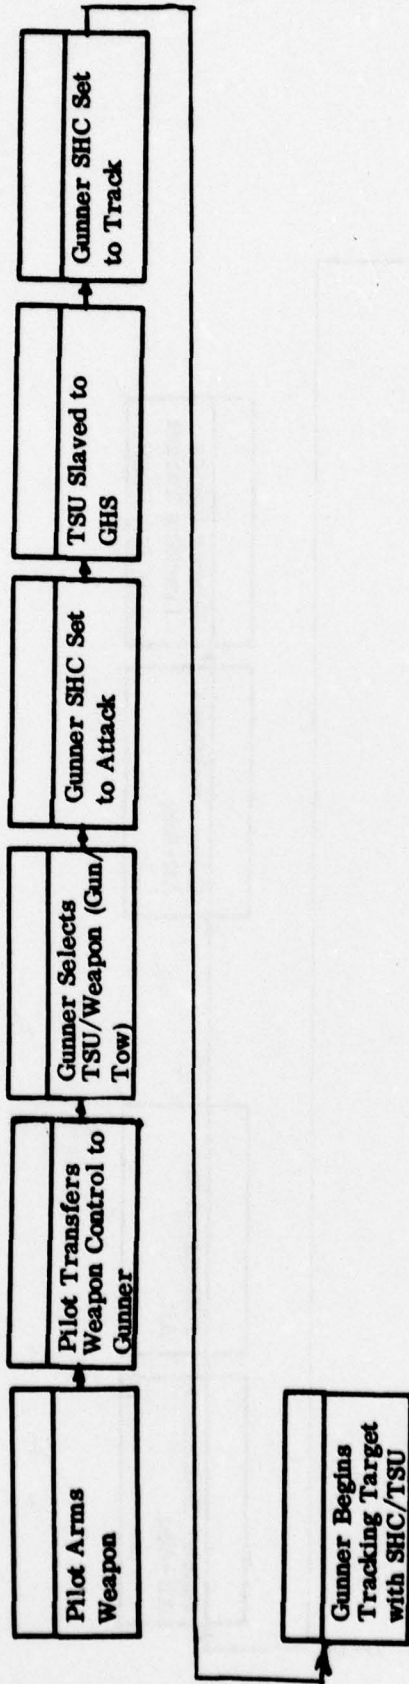 Pilot Arms
Weapon
Pilot Transfers
Weapon Control to
Gunner
Gunner Selects
TSU/Weapon (Gun/
Tow)
Gunner SHC Set
to Attack
TSU Slaved to
GHS
Gunner SHC Set
to Track
Gunner Begins
Tracking Target
with SHC/TSU